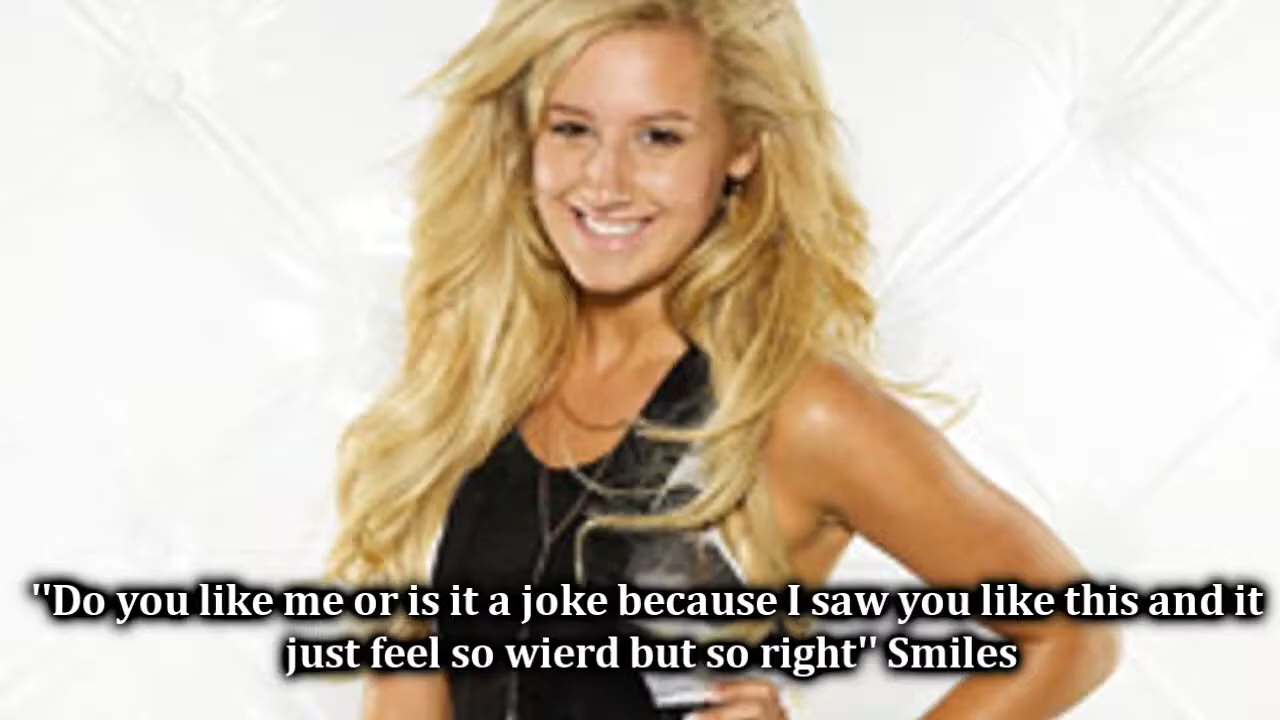 "Do you like me or is it a joke because I saw you like this and it
just feel so wierd but so right" Smiles